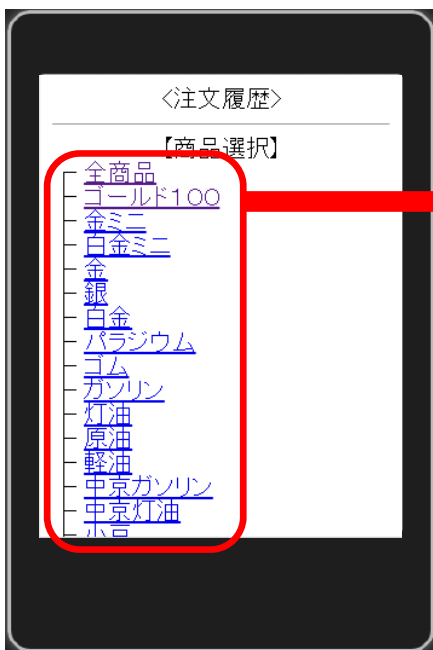 <注文履歴>
【商品選択】
全商品
ゴールド100
金ミニ
白金ミニ
金
銀
白金
パラジウム
ゴム
ガソリン
灯油
原油
軽油
中京ガソリン
中京灯油